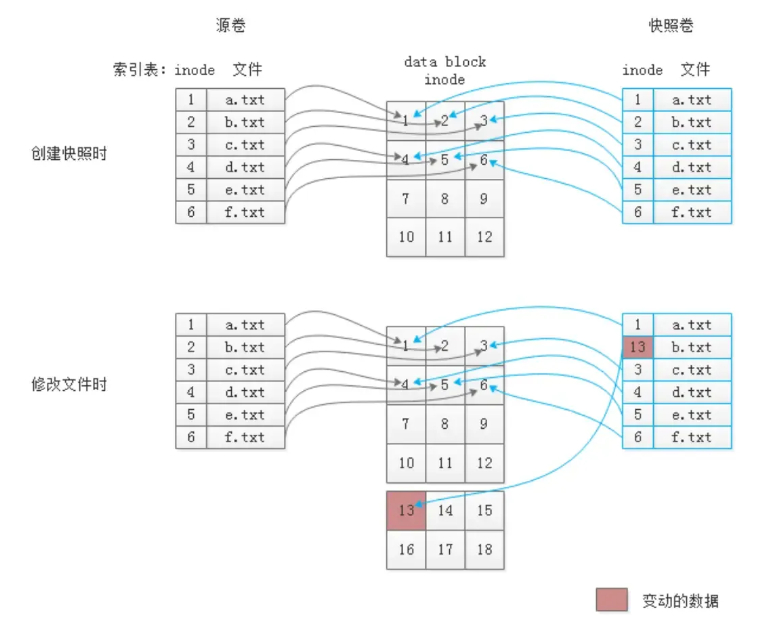 源卷 快照卷
索引表: inode 文件 data block inode 文件
inode
1 a.txt 1 2 3 1 a.txt
2 b.txt 2 b.txt
3 c.txt 3 c.txt
创建快照时 4 d.txt 4 5 6 4 d.txt
5 e.txt 5 e.txt
6 f.txt 7 8 9 6 f.txt
10 11 12
1 a.txt 1 2 3 1 a.txt
2 b.txt 13 b.txt
3 c.txt 3 c.txt
修改文件时 4 d.txt 4 5 6 4 d.txt
5 e.txt 5 e.txt
6 f.txt 7 8 9 6 f.txt
10 11 12
13 14 15
16 17 18
变动的数据